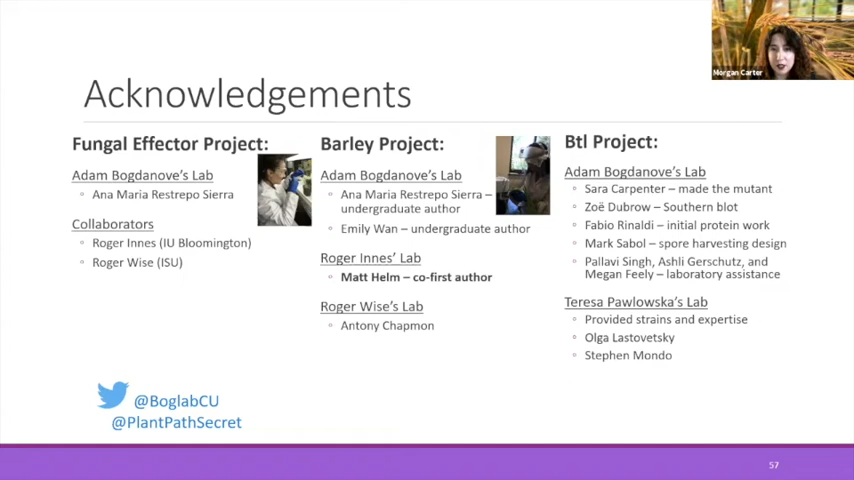 Morgan Carter
Acknowledgements
Fungal Effector Project:
Adam Bogdanove's Lab
Ana Maria Restrepo Sierra
Collaborators
Roger Innes (IU Bloomington)
Roger Wise (ISU)
Barley Project:
Adam Bogdanove's Lab
Ana Maria Restrepo Sierra –
undergraduate author
Emily Wan – undergraduate author
Roger Innes' Lab
Matt Helm – co-first author
Roger Wise's Lab
Antony Chapmon
Btl Project:
Adam Bogdanove's Lab
Sara Carpenter – made the mutant
Zoë Dubrow – Southern blot
Fabio Rinaldi – initial protein work
Mark Sabol – spore harvesting design
Pallavi Singh, Ashli Gerschutz, and
Megan Feely – laboratory assistance
Teresa Pawlowska's Lab
Provided strains and expertise
Olga Lastovetsky
Stephen Mondo
@BoglabCU
@PlantPathSecret
57